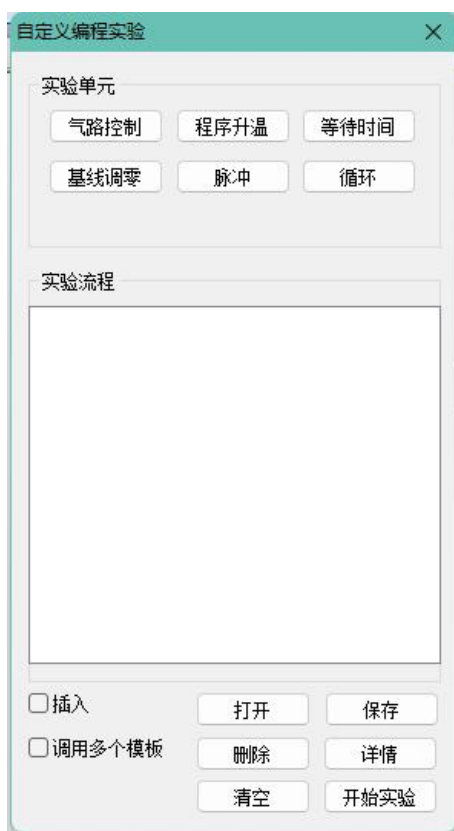 自定义编程实验
实验单元
气路控制 程序升温 等待时间
基线调零 脉冲 循环
实验流程
插入 打开 保存
调用多个模板 删除 详情
清空 开始实验